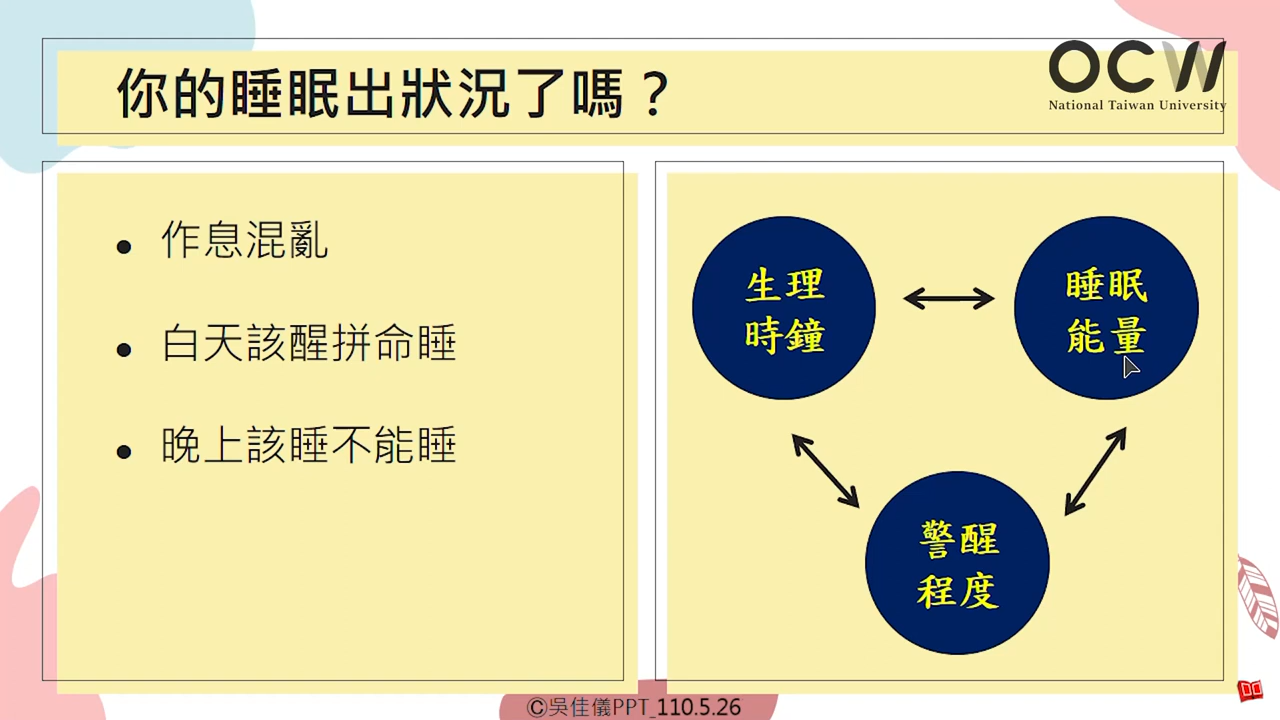 你的睡眠出狀況了嗎？
OCW
National Taiwan University
作息混亂
白天該醒拼命睡
晚上該睡不能睡
生理
時鐘
睡眠
能量
警醒
程度
©吳佳儀PPT_110.5.26